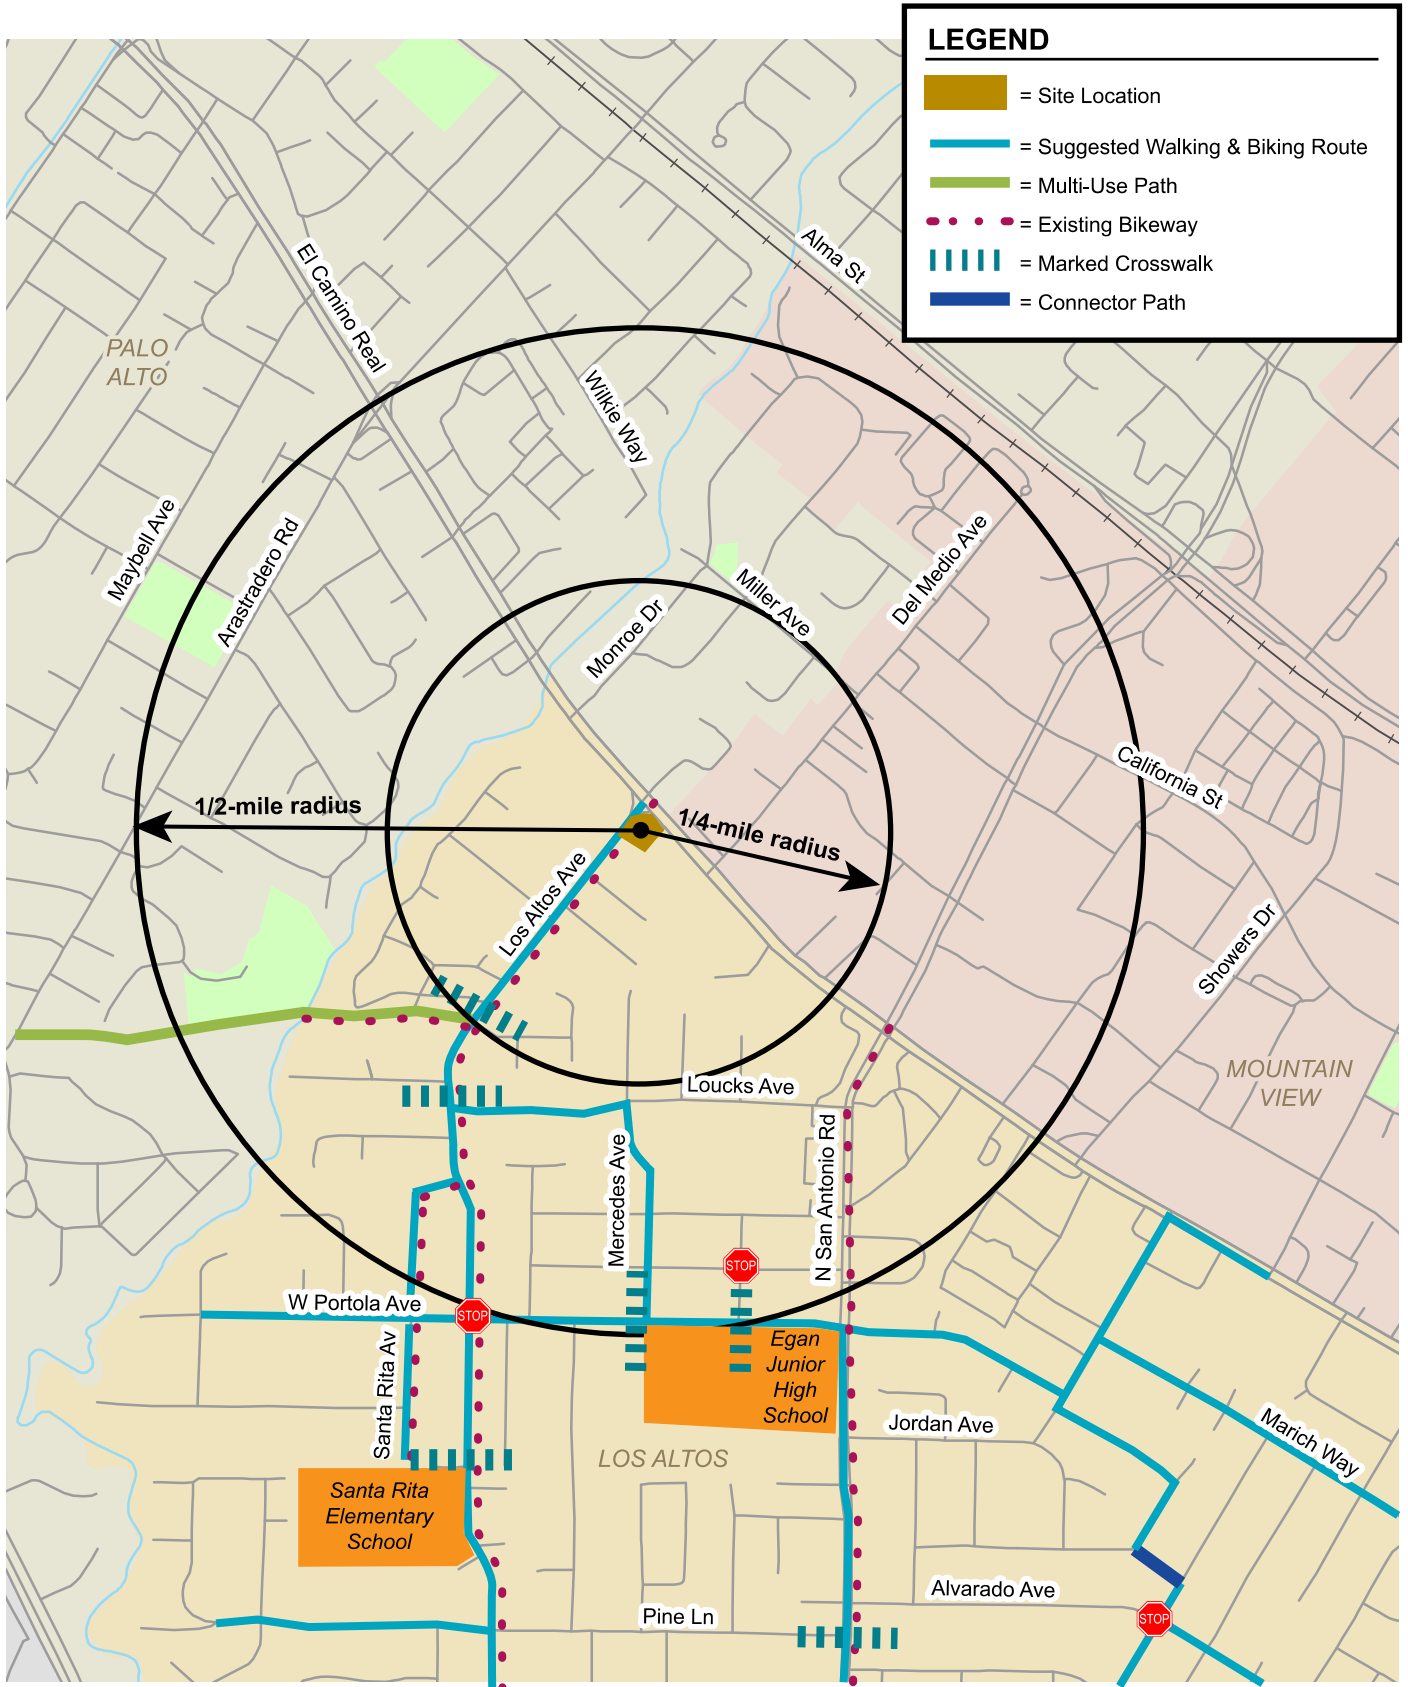 LEGEND
= Site Location
= Suggested Walking & Biking Route
= Multi-Use Path
= Existing Bikeway
= Marked Crosswalk
= Connector Path
Alma St
El Camino Real
PALO
ALTO
Wilkie Way
Maybell Ave
Arastradero Rd
Del Medio Ave
Miller Ave
Monroe Dr
California St
1/2-mile radius
1/4-mile radius
Los Altos Ave
Showers Dr
MOUNTAIN
VIEW
Loucks Ave
Mercedes Ave
N San Antonio Rd
STOP
W Portola Ave
STOP
Santa Rita Av
Egan
Junior
High
School
Jordan Ave
Marich Way
LOS ALTOS
Santa Rita
Elementary
School
Alvarado Ave
Pine Ln
STOP